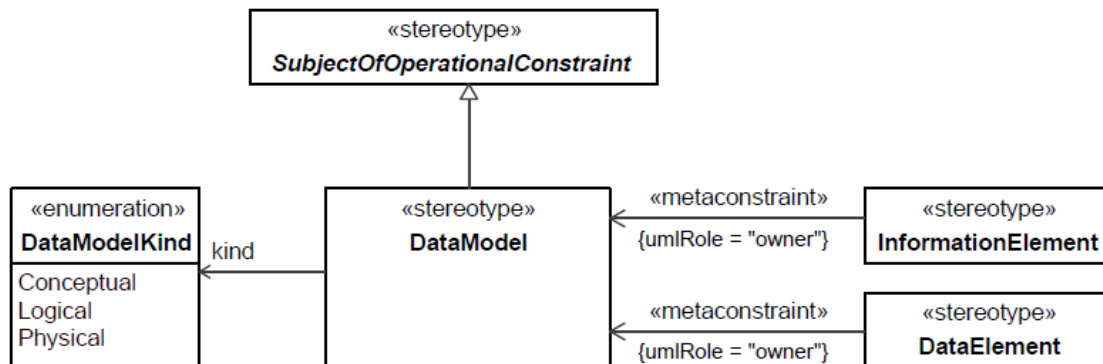 «stereotype»
SubjectOfOperationalConstraint
«enumeration»
DataModelKind
Conceptual
Logical
Physical
kind
«stereotype»
DataModel
«metaconstraint»
{umlRole = "owner"}
«stereotype»
InformationElement
«metaconstraint»
{umlRole = "owner"}
«stereotype»
DataElement